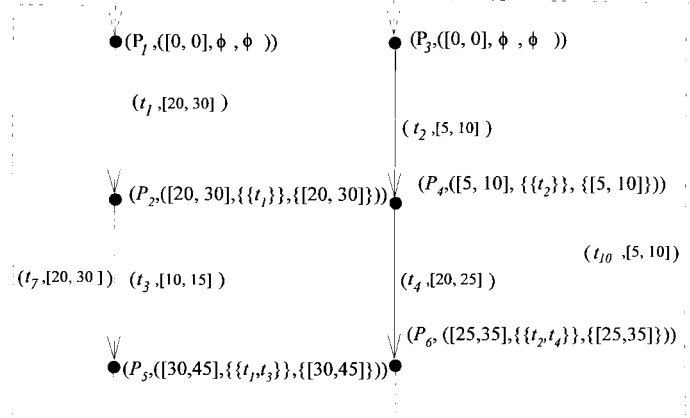 (P1,([0, 0],ϕ , ϕ )) (P3,([0, 0],ϕ , ϕ ))
(t1 ,[20, 30] )
( t2 ,[5, 10] )
(P2,([20, 30],{{t1}},{[20, 30]})) (P4,([5, 10], {{t2}}, {[5, 10]}))
(t10 ,[5, 10])
(t7 ,[20, 30 ]) (t3 ,[10, 15] ) (t4 ,[20, 25] )
(P6, ([25,35],{{t2,t4}},{[25,35]}))
(P5,([30,45],{{t1,t3}},{[30,45]}))